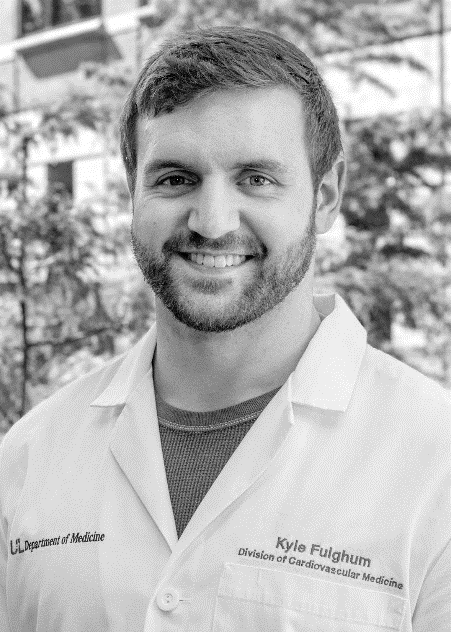 Department of Medicine
Kyle Fulghum
Division of Cardiovascular Medicine